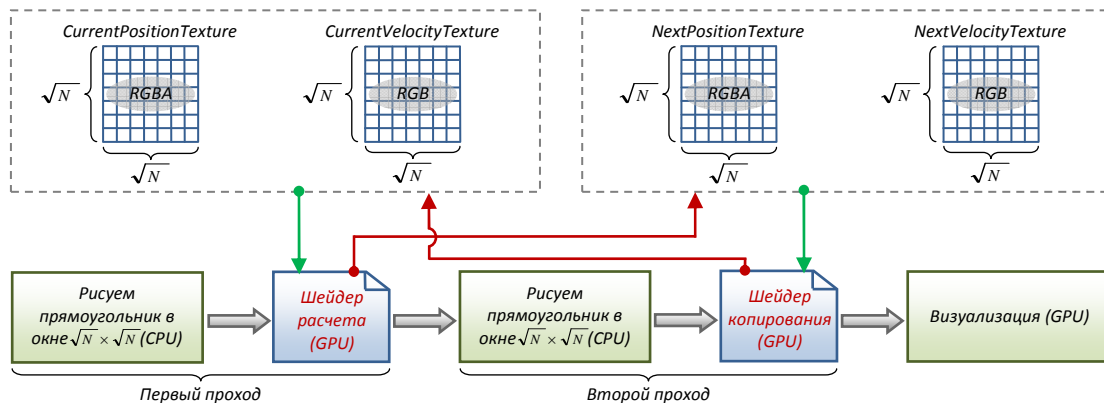 CurrentPositionTexture
CurrentVelocityTexture
NextPositionTexture
NextVelocityTexture
√N
RGBA
√N
RGB
√N
RGBA
√N
RGB
√N
√N
√N
√N
Рисуем
прямоугольник в
окне √N × √N (CPU)
Шейдер
расчета
(GPU)
Рисуем
прямоугольник в
окне √N × √N (CPU)
Шейдер
копирования
(GPU)
Визуализация (GPU)
Первый проход
Второй проход